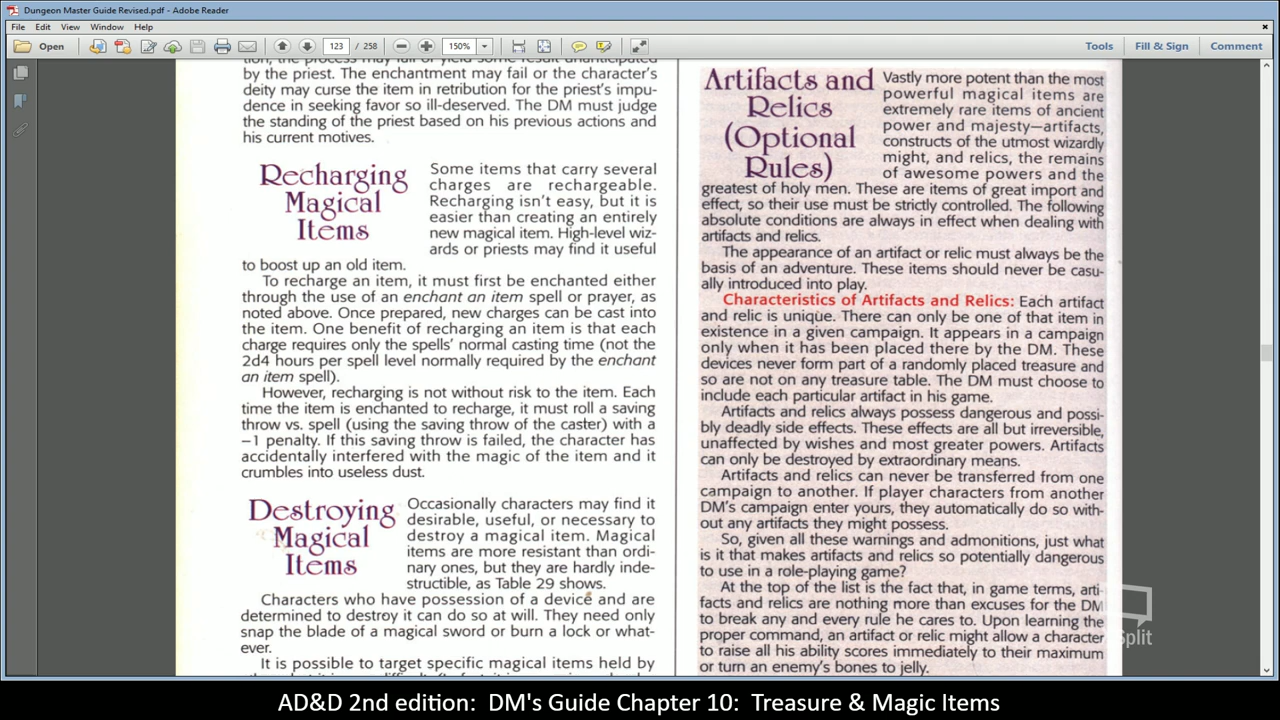 Dungeon Master Guide Revised.pdf - Adobe Reader
File Edit View Window Help
Open 123 / 258 150% Tools Fill & Sign Comment
tion, the process may fail or yield some result unanticipated
by the priest. The enchantment may fail or the character's
deity may curse the item in retribution for the priest's impu-
dence in seeking favor so ill-deserved. The DM must judge
the standing of the priest based on his previous actions and
his current motives.
Recharging
Magical
Items
Some items that carry several
charges are rechargeable.
Recharging isn't easy, but it is
easier than creating an entirely
new magical item. High-level wiz-
ards or priests may find it useful
to boost up an old item.
To recharge an item, it must first be enchanted either
through the use of an enchant an item spell or prayer, as
noted above. Once prepared, new charges can be cast into
the item. One benefit of recharging an item is that each
charge requires only the spells' normal casting time (not the
2d4 hours per spell level normally required by the enchant
an item spell).
However, recharging is not without risk to the item. Each
time the item is enchanted to recharge, it must roll a saving
throw vs. spell (using the saving throw of the caster) with a
−1 penalty. If this saving throw is failed, the character has
accidentally interfered with the magic of the item and it
crumbles into useless dust.
Destroying
Magical
Items
Occasionally characters may find it
desirable, useful, or necessary to
destroy a magical item. Magical
items are more resistant than ordi-
nary ones, but they are hardly inde-
structible, as Table 29 shows.
Characters who have possession of a device and are
determined to destroy it can do so at will. They need only
snap the blade of a magical sword or burn a lock or what-
ever.
It is possible to target specific magical items held by
Artifacts and
Relics
(Optional
Rules)
Vastly more potent than the most
powerful magical items are
extremely rare items of ancient
power and majesty—artifacts,
constructs of the utmost wizardly
might, and relics, the remains
of awesome powers and the
greatest of holy men. These are items of great import and
effect, so their use must be strictly controlled. The following
absolute conditions are always in effect when dealing with
artifacts and relics.
The appearance of an artifact or relic must always be the
basis of an adventure. These items should never be casu-
ally introduced into play.
Characteristics of Artifacts and Relics: Each artifact
and relic is unique. There can only be one of that item in
existence in a given campaign. It appears in a campaign
only when it has been placed there by the DM. These
devices never form part of a randomly placed treasure and
so are not on any treasure table. The DM must choose to
include each particular artifact in his game.
Artifacts and relics always possess dangerous and possi-
bly deadly side effects. These effects are all but irreversible,
unaffected by wishes and most greater powers. Artifacts
can only be destroyed by extraordinary means.
Artifacts and relics can never be transferred from one
campaign to another. If player characters from another
DM's campaign enter yours, they automatically do so with-
out any artifacts they might possess.
So, given all these warnings and admonitions, just what
is it that makes artifacts and relics so potentially dangerous
to use in a role-playing game?
At the top of the list is the fact that, in game terms, arti-
facts and relics are nothing more than excuses for the DM
to break any and every rule he cares to. Upon learning the
proper command, an artifact or relic might allow a character
to raise all his ability scores immediately to their maximum
or turn an enemy's bones to jelly.
Split
AD&D 2nd edition: DM's Guide Chapter 10: Treasure & Magic Items